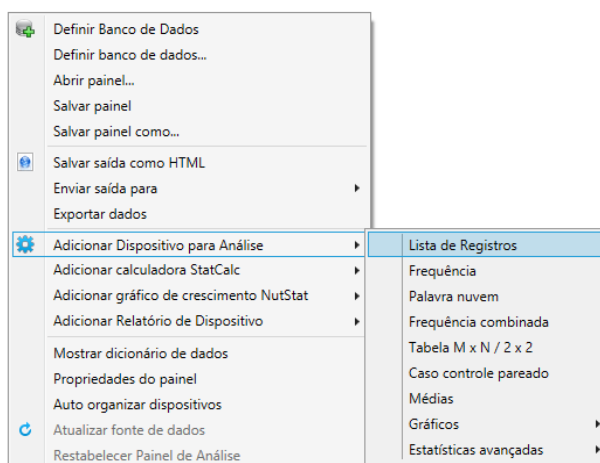 Definir Banco de Dados
Definir banco de dados...
Abrir painel...
Salvar painel
Salvar painel como...
Salvar saída como HTML
Enviar saída para
Exportar dados
Adicionar Dispositivo para Análise
Adicionar calculadora StatCalc
Adicionar gráfico de crescimento NutStat
Adicionar Relatório de Dispositivo
Mostrar dicionário de dados
Propriedades do painel
Auto organizar dispositivos
Atualizar fonte de dados
Restabelecer Painel de Análise
Lista de Registros
Frequência
Palavra nuvem
Frequência combinada
Tabela M x N / 2 x 2
Caso controle pareado
Médias
Gráficos
Estatísticas avançadas